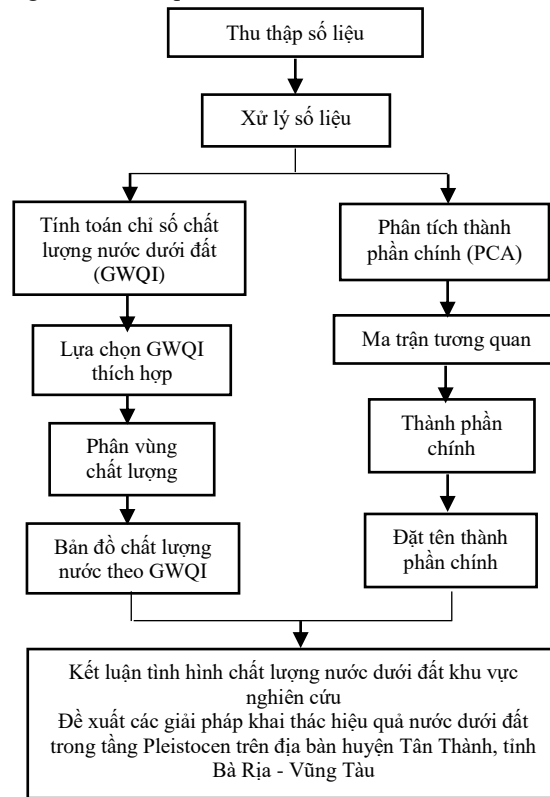 Thu thập số liệu
Xử lý số liệu
Tính toán chỉ số chất
lượng nước dưới đất
(GWQI)
Lựa chọn GWQI
thích hợp
Phân vùng
chất lượng
Bản đồ chất lượng
nước theo GWQI
Phân tích thành
phần chính (PCA)
Ma trận tương quan
Thành phần
chính
Đặt tên thành
phần chính
Kết luận tình hình chất lượng nước dưới đất khu vực
nghiên cứu
Đề xuất các giải pháp khai thác hiệu quả nước dưới đất
trong tầng Pleistocen trên địa bàn huyện Tân Thành, tỉnh
Bà Rịa - Vũng Tàu